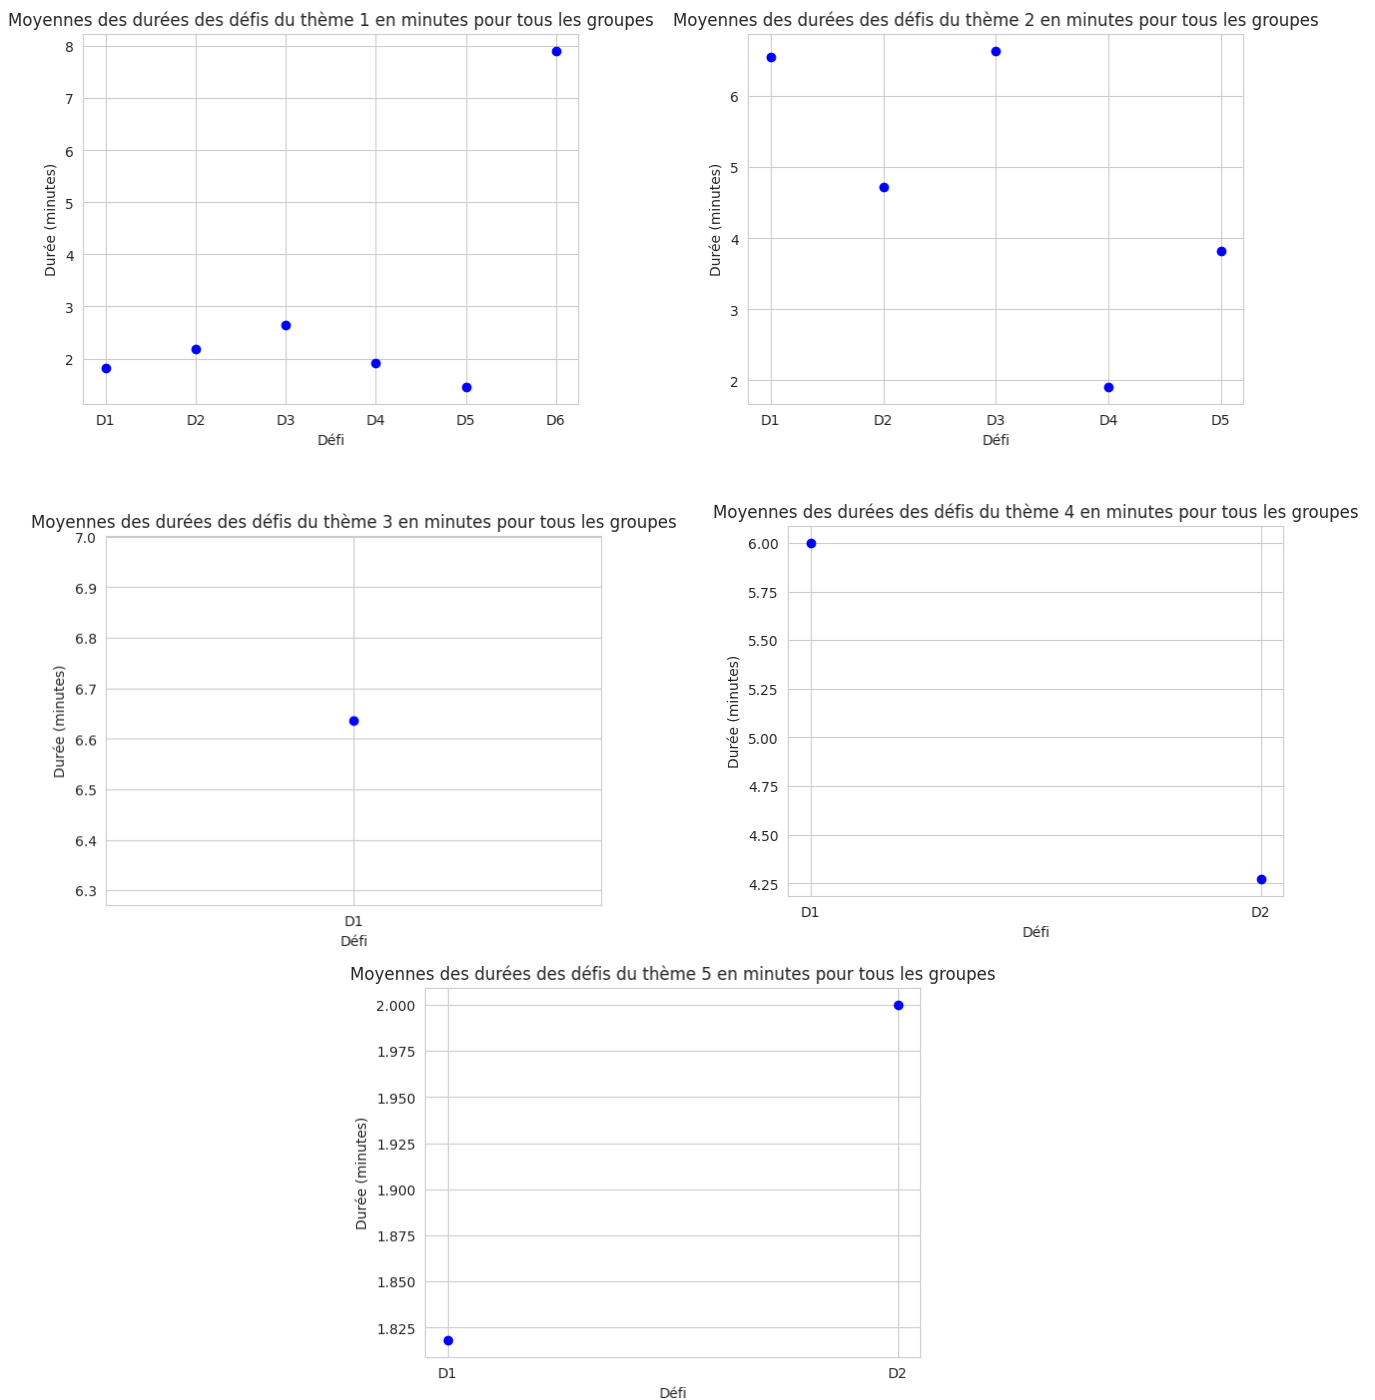 Moyennes des durées des défis du thème 1 en minutes pour tous les groupes
8
7
6
5
4
3
2
Durée (minutes)
D1 D2 D3 D4 D5 D6
Défi
Moyennes des durées des défis du thème 2 en minutes pour tous les groupes
6
5
4
3
2
Durée (minutes)
D1 D2 D3 D4 D5
Défi
Moyennes des durées des défis du thème 3 en minutes pour tous les groupes
7.0
6.9
6.8
6.7
6.6
6.5
6.4
6.3
Durée (minutes)
D1
Défi
Moyennes des durées des défis du thème 4 en minutes pour tous les groupes
6.00
5.75
5.50
5.25
5.00
4.75
4.50
4.25
Durée (minutes)
D1 D2
Défi
Moyennes des durées des défis du thème 5 en minutes pour tous les groupes
2.000
1.975
1.950
1.925
1.900
1.875
1.850
1.825
Durée (minutes)
D1 D2
Défi